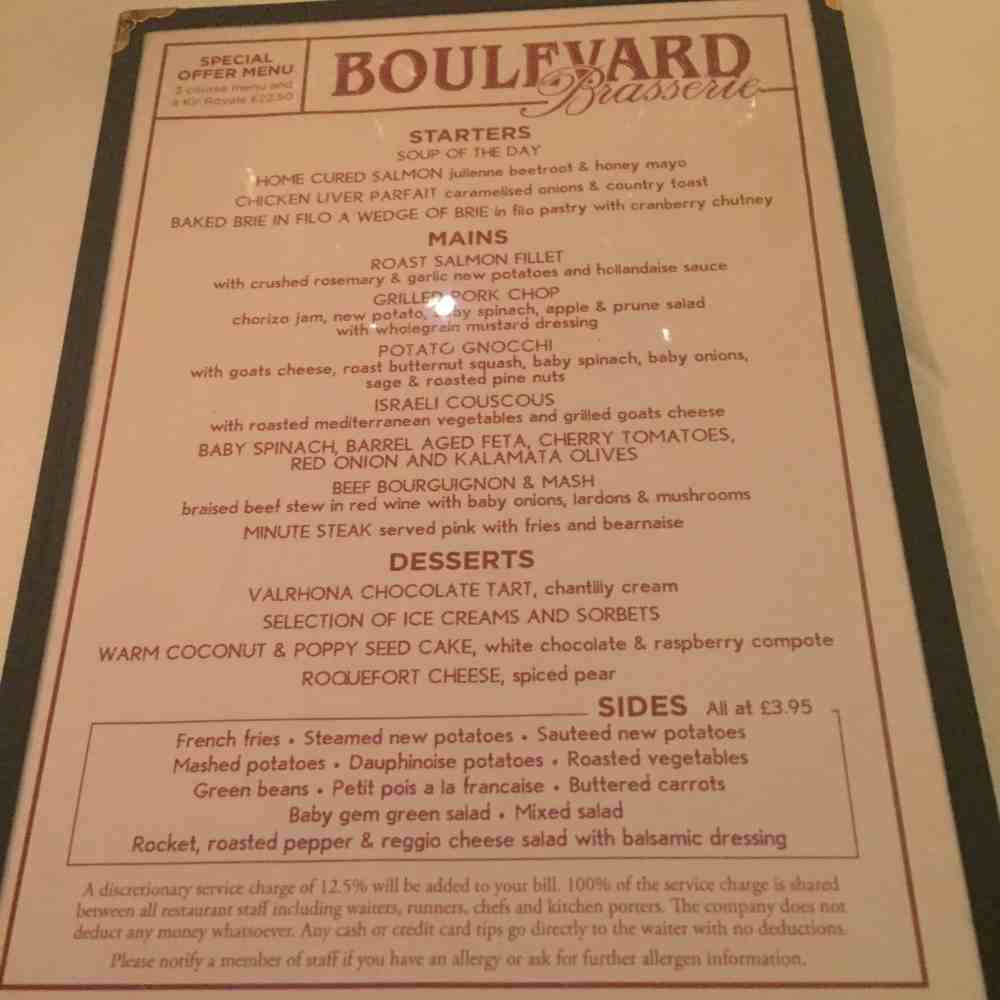 SPECIAL
OFFER MENU
3 course menu and
a Kir Royale £22.50
BOULEVARD
Brasserie
STARTERS
SOUP OF THE DAY
HOME CURED SALMON julienne beetroot & honey mayo
CHICKEN LIVER PARFAIT caramelised onions & country toast
BAKED BRIE IN FILO A WEDGE OF BRIE in filo pastry with cranberry chutney
MAINS
ROAST SALMON FILLET
with crushed rosemary & garlic new potatoes and hollandaise sauce
GRILLED PORK CHOP
chorizo jam, new potato, baby spinach, apple & prune salad
with wholegrain mustard dressing
POTATO GNOCCHI
with goats cheese, roast butternut squash, baby spinach, baby onions,
sage & roasted pine nuts
ISRAELI COUSCOUS
with roasted mediterranean vegetables and grilled goats cheese
BABY SPINACH, BARREL AGED FETA, CHERRY TOMATOES,
RED ONION AND KALAMATA OLIVES
BEEF BOURGUIGNON & MASH
braised beef stew in red wine with baby onions, lardons & mushrooms
MINUTE STEAK served pink with fries and bearnaise
DESSERTS
VALRHONA CHOCOLATE TART, chantilly cream
SELECTION OF ICE CREAMS AND SORBETS
WARM COCONUT & POPPY SEED CAKE, white chocolate & raspberry compote
ROQUEFORT CHEESE, spiced pear
SIDES All at £3.95
French fries • Steamed new potatoes • Sauteed new potatoes
Mashed potatoes • Dauphinoise potatoes • Roasted vegetables
Green beans • Petit pois a la francaise • Buttered carrots
Baby gem green salad • Mixed salad
Rocket, roasted pepper & reggio cheese salad with balsamic dressing
A discretionary service charge of 12.5% will be added to your bill. 100% of the service charge is shared
between all restaurant staff including waiters, runners, chefs and kitchen porters. The company does not
deduct any money whatsoever. Any cash or credit card tips go directly to the waiter with no deductions.
Please notify a member of staff if you have an allergy or ask for further allergen information.